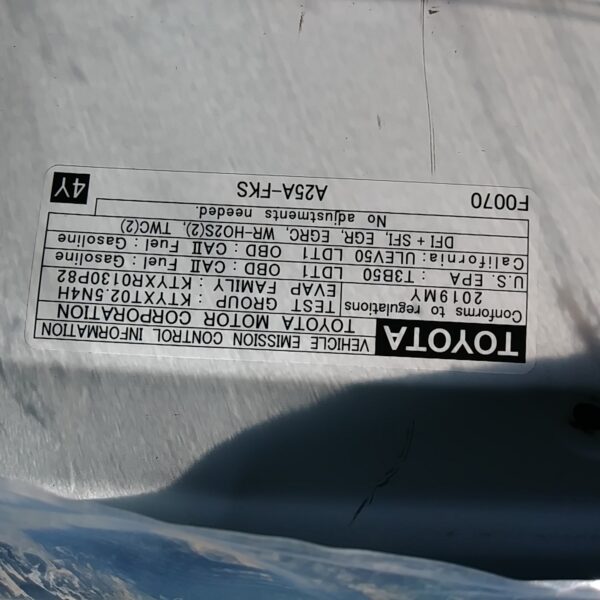 TOYOTA
VEHICLE EMISSION CONTROL INFORMATION
TOYOTA MOTOR CORPORATION
Conforms to regulations
2019MY
TEST GROUP : KTYXT02.5N4H
EVAP FAMILY : KTYXR0130P82
U.S. EPA : T3B50 LDT1 OBD : CAII Fuel : Gasoline
California: ULEV50 LDT1 OBD : CAII Fuel : Gasoline
DFI + SFI, EGR, EGRC, WR-HO2S(2), TWC(2)
No adjustments needed.
F0070 A25A-FKS 4Y